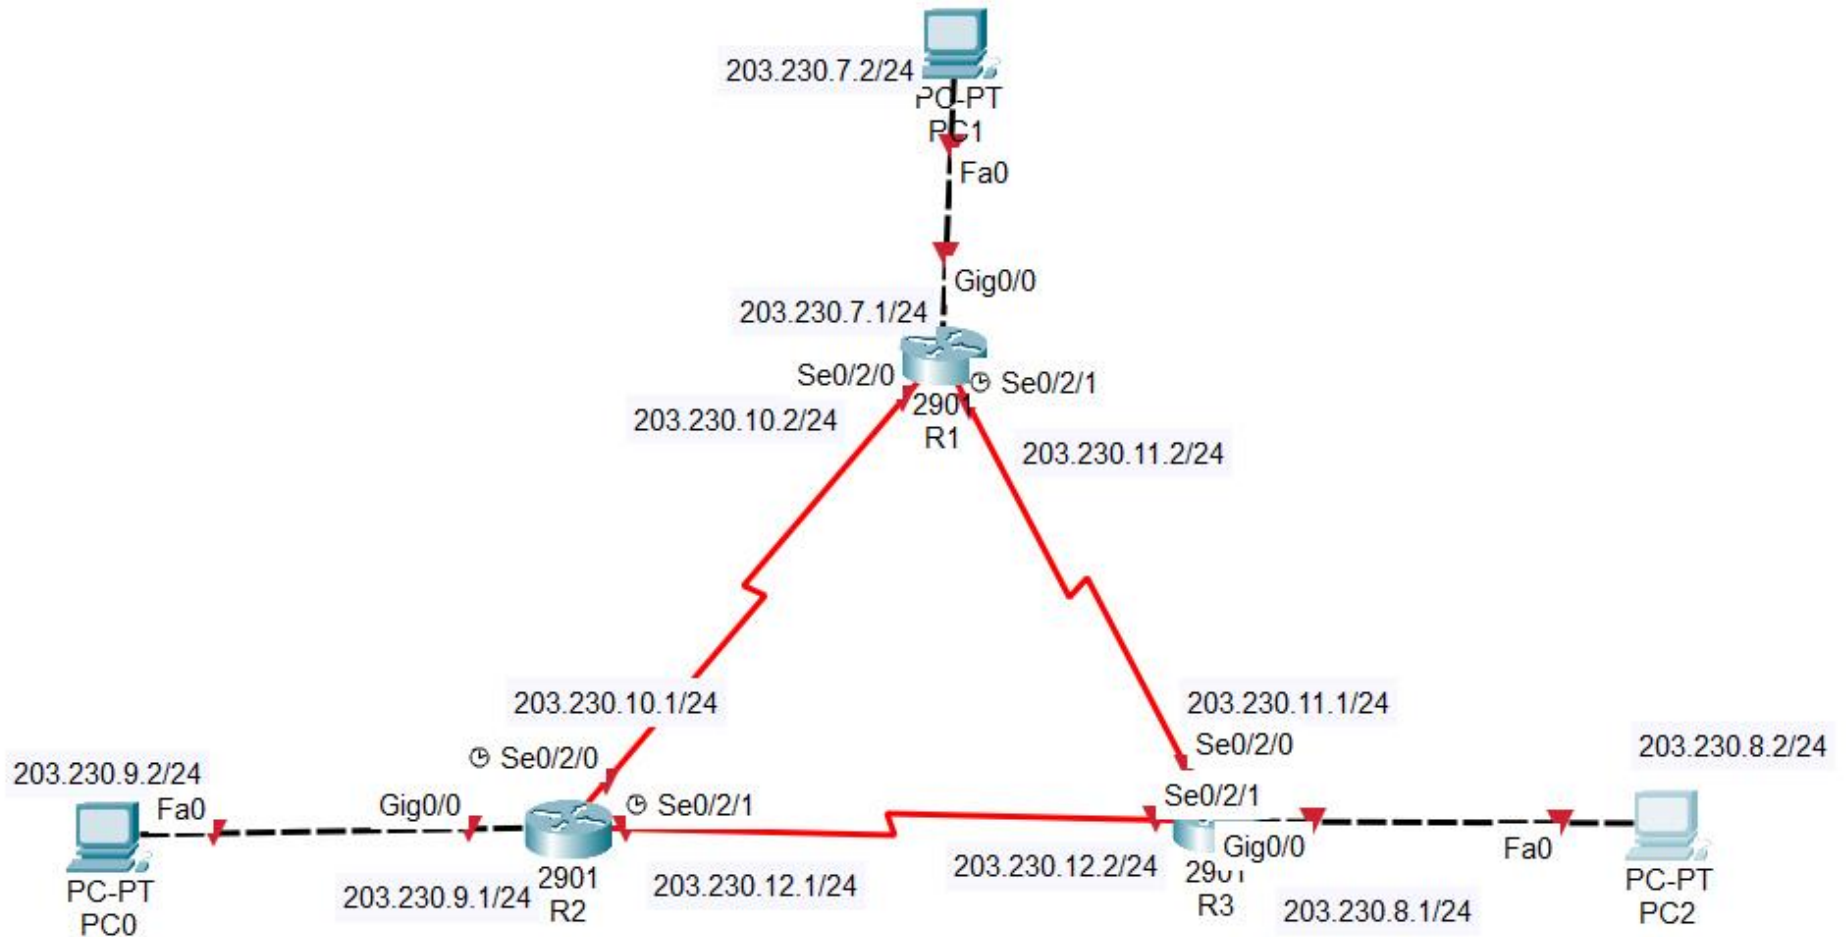 203.230.7.2/24
PC-PT
PC1
Fa0
Gig0/0
203.230.7.1/24
Se0/2/0
Se0/2/1
2901
R1
203.230.10.2/24
203.230.11.2/24
203.230.10.1/24
Se0/2/0
203.230.11.1/24
Se0/2/0
203.230.8.2/24
203.230.9.2/24
Fa0
Gig0/0
Se0/2/1
Se0/2/1
Gig0/0
Fa0
PC-PT
PC0
203.230.9.1/24
2901
R2
203.230.12.1/24
203.230.12.2/24
2901
R3
203.230.8.1/24
PC-PT
PC2